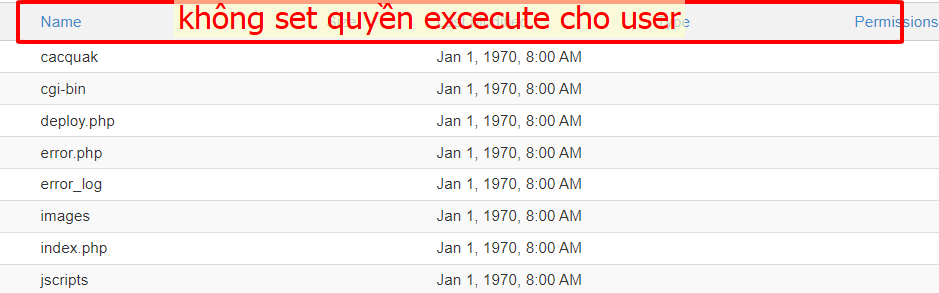 không set quyền excecute cho user
Name Size Permissions
cacquak Jan 1, 1970, 8:00 AM
cgi-bin Jan 1, 1970, 8:00 AM
deploy.php Jan 1, 1970, 8:00 AM
error.php Jan 1, 1970, 8:00 AM
error_log Jan 1, 1970, 8:00 AM
images Jan 1, 1970, 8:00 AM
index.php Jan 1, 1970, 8:00 AM
jscripts Jan 1, 1970, 8:00 AM